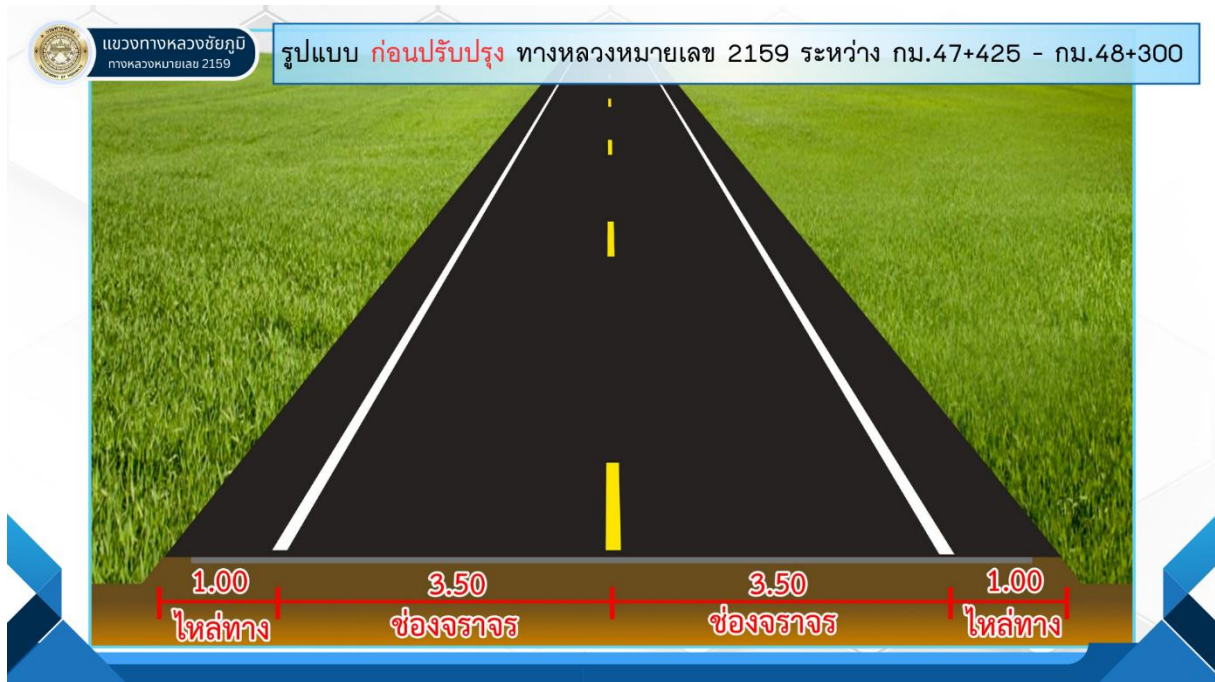 แขวงทางหลวงชัยภูมิ
ทางหลวงหมายเลข 2159
รูปแบบ ก่อนปรับปรุง ทางหลวงหมายเลข 2159 ระหว่าง กม.47+425 - กม.48+300
1.00 3.50 3.50 1.00
ไหล่ทาง ช่องจราจร ช่องจราจร ไหล่ทาง